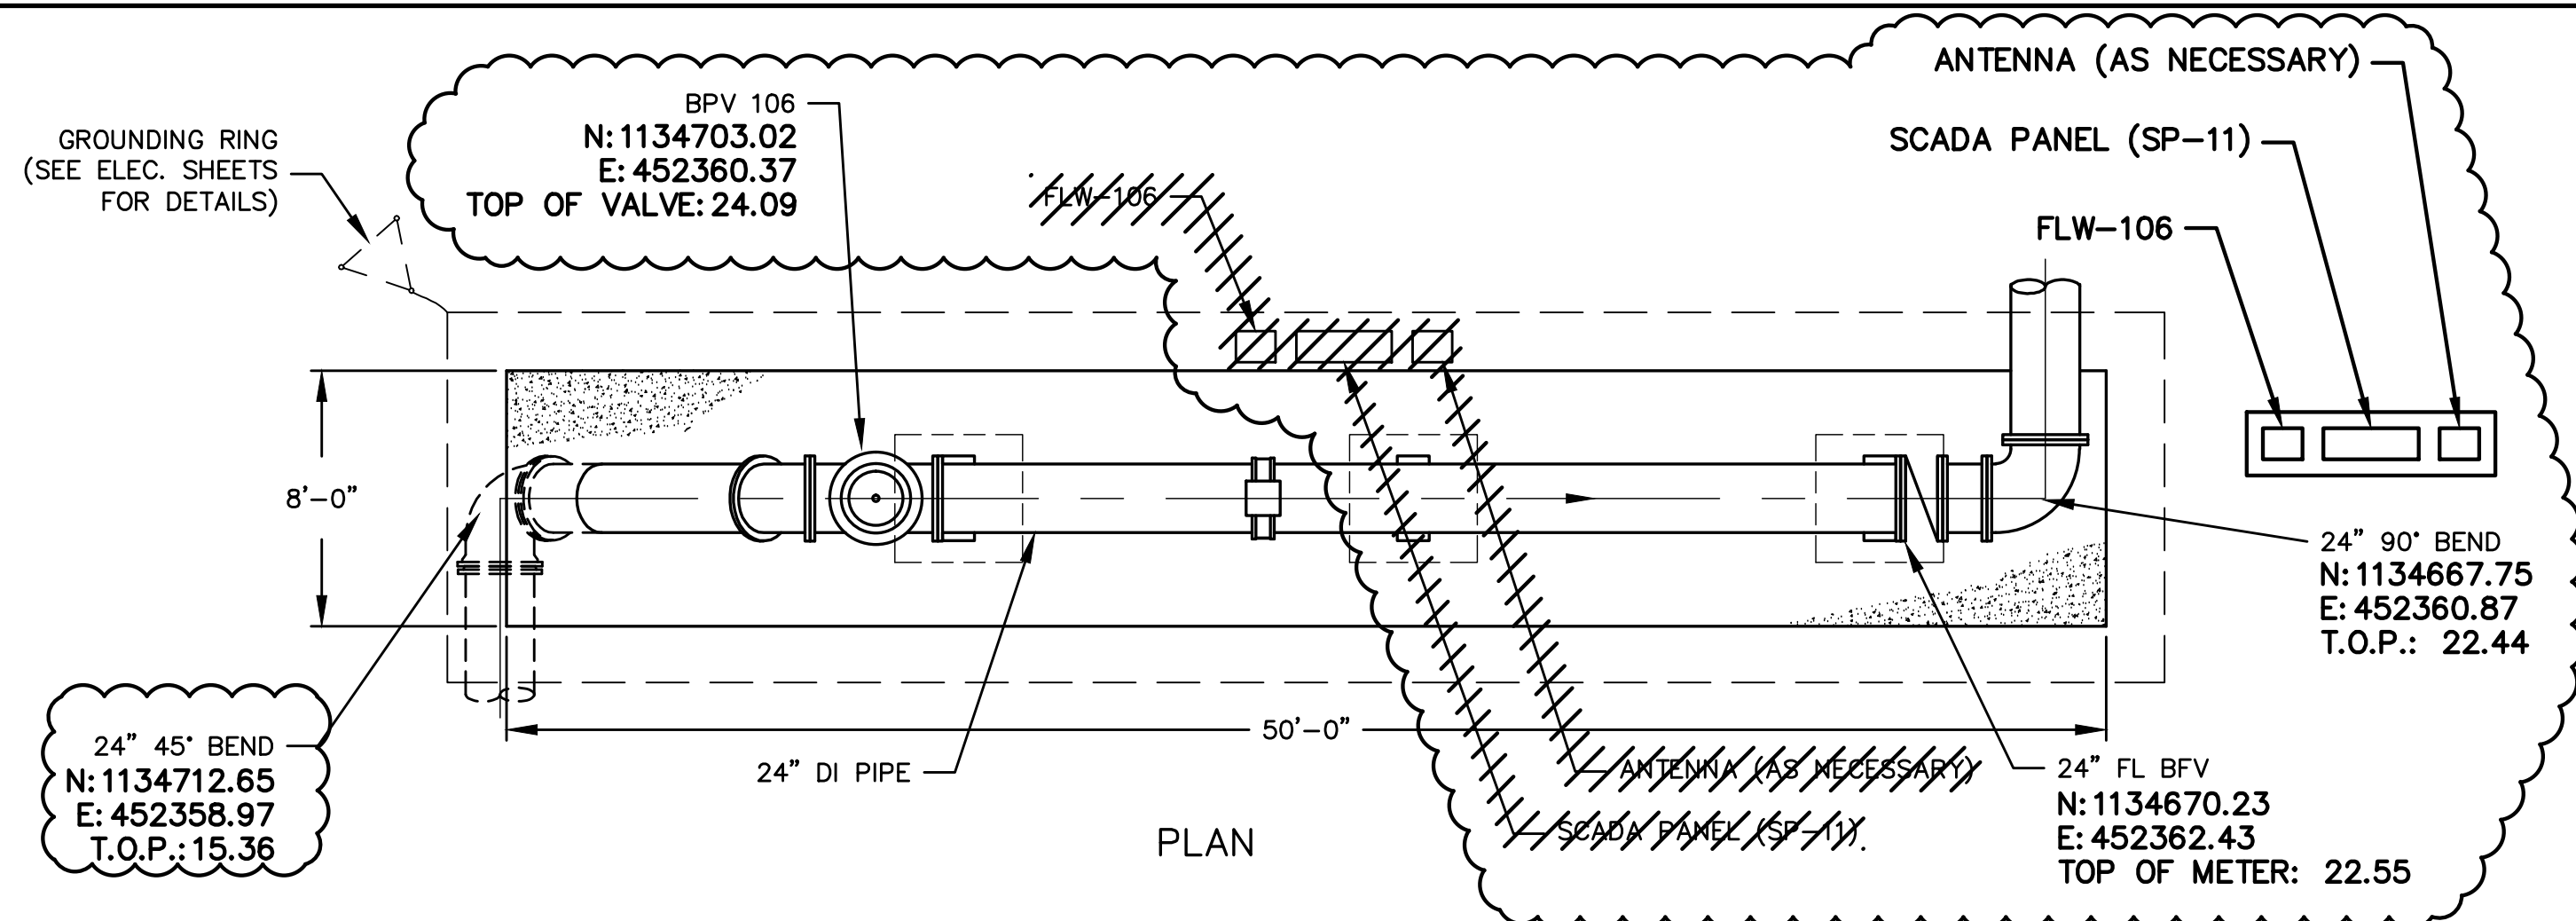 ANTENNA (AS NECESSARY)
SCADA PANEL (SP-11)
FLW-106
BPV 106
N: 1134703.02
E: 452360.37
TOP OF VALVE: 24.09
GROUNDING RING
(SEE ELEC. SHEETS
FOR DETAILS)
FLW-106
8'-0"
24" 90° BEND
N: 1134667.75
E: 452360.87
T.O.P.: 22.44
50'-0"
24" 45° BEND
N: 1134712.65
E: 452358.97
T.O.P.: 15.36
24" DI PIPE
ANTENNA (AS NECESSARY)
SCADA PANEL (SP-11)
24" FL BFV
N: 1134670.23
E: 452362.43
TOP OF METER: 22.55
PLAN